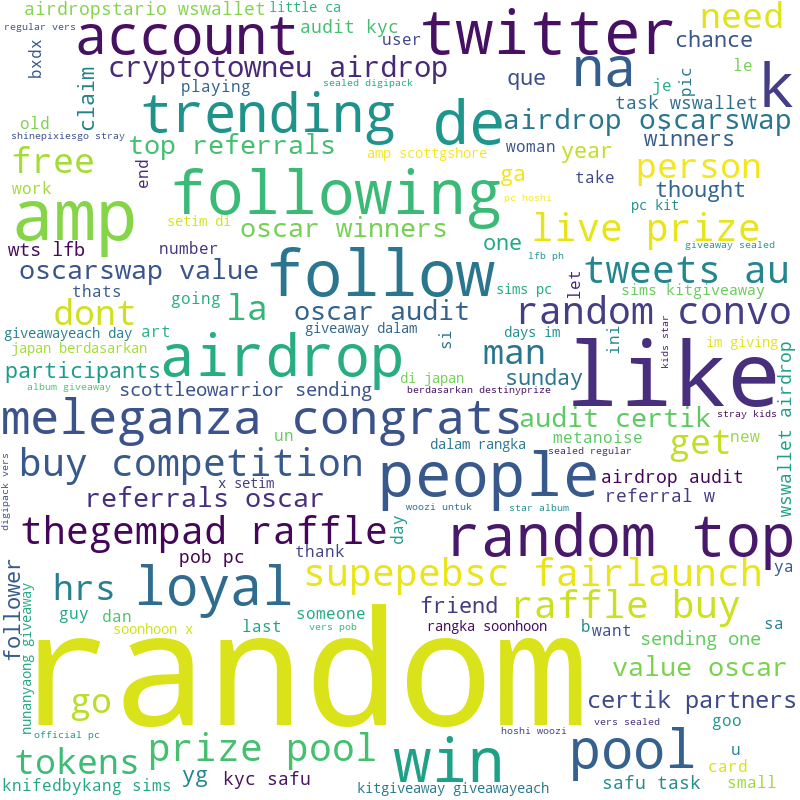 airdropstario wswallet
little ca
need
regular vers
account
audit kyc
twitter
user
chance
bxdx
cryptotowneu airdrop
sealed digipack
que
na
je
pic
le
k
claim
playing
trending
de
task wswallet
old
airdrop oscarswap
shinepixiesgo stray
top referrals
amp scottgshore
woman
year
winners
free
end
ga
take
person
work
following
pc hoshi
thought
amp
setim di
oscar winners
live prize
pc kit
wts lfb
number
one
giveaway sealed
lfb ph
oscarswap value
follow
let
tweets au
thats
going
sims pc
sims kitgiveaway
dont
la
oscar audit
random convo
giveawayeach day
art
giveaway dalam
si
days im
ini
kids star
im giving
japan berdasarkan
airdrop
man
like
participants
di japan
sunday
wswallet airdrop
album giveaway
scottleowarrior sending
berdasarkan destinyprize
meleganza congrats
audit certik
stray kids
un
dalam rangka
metanoise
get
new
digipack vers
buy competition
sealed regular
x setim
people
airdrop audit
referrals oscar
woozi untuk
star album
referral w
thegempad raffle
day
random top
pob pc
thank
ya
follower
hrs
loyal
supepebsc fairlaunch
nunanyaong giveaway
guy
dan
someone
friend
raffle buy
soonhoon x
last
vers pob
rangka soonhoon
b
want
sa
random
sending one
go
value oscar
certik partners
official pc
hoshi woozi
vers sealed
goo
tokens
prize pool
win
pool
u
yg
kyc safu
card
knifedbykang sims
kitgiveaway giveawayeach
safu task
small